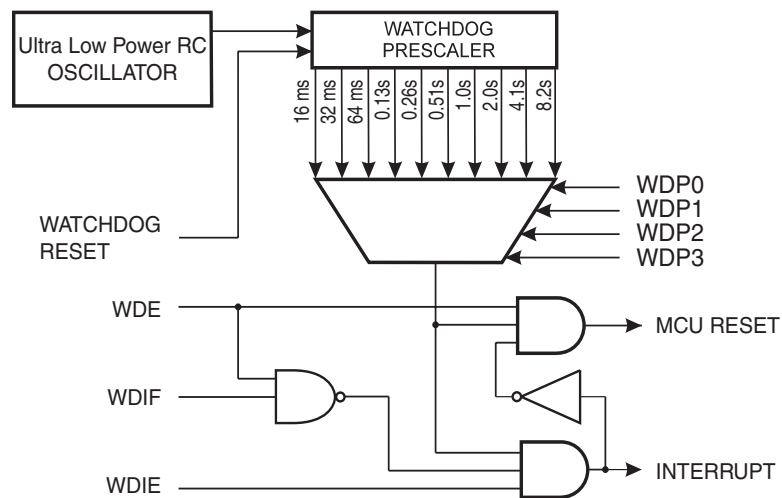 Ultra Low Power RC
OSCILLATOR
WATCHDOG
PRESCALER
16 ms
32 ms
64 ms
0.13s
0.26s
0.51s
1.0s
2.0s
4.1s
8.2s
WDP0
WDP1
WDP2
WDP3
WATCHDOG
RESET
WDE
MCU RESET
WDIF
INTERRUPT
WDIE